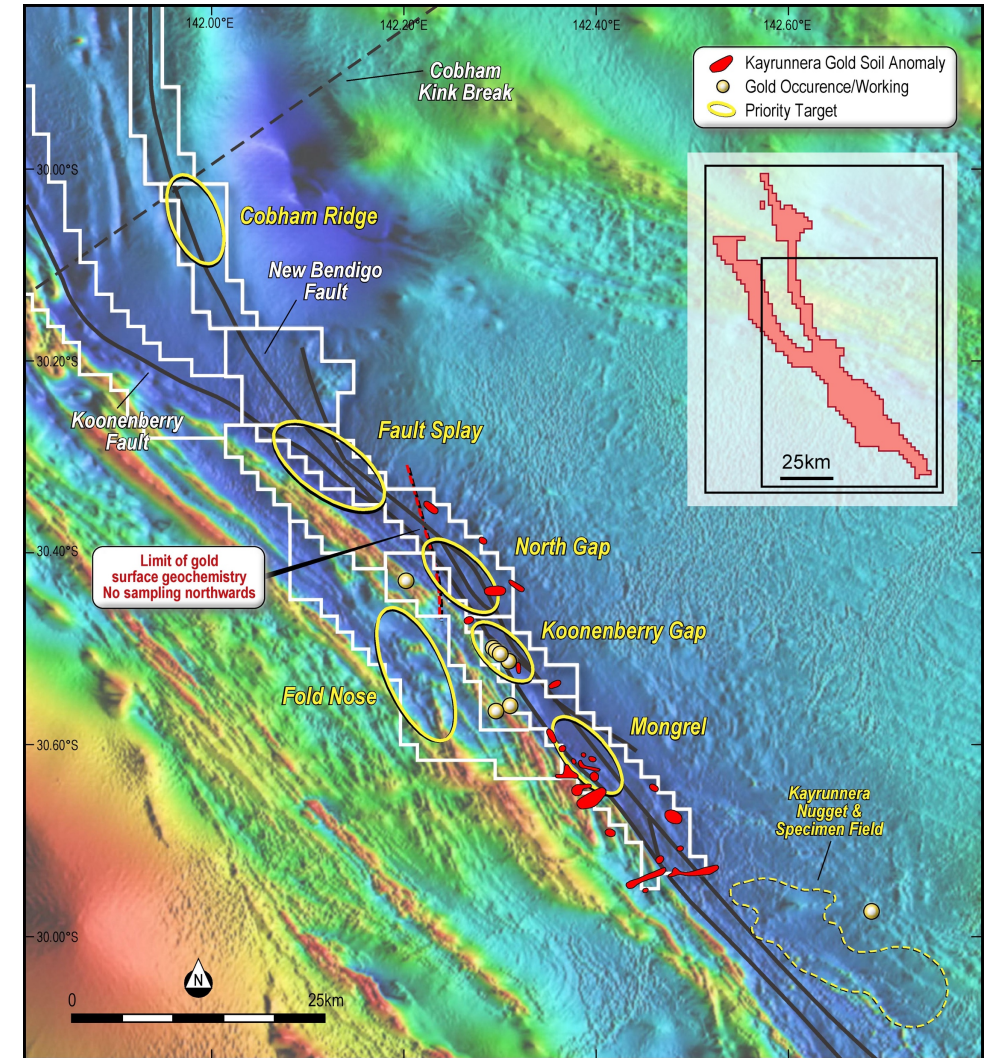 142.00°E
142.20°E
142.40°E
142.60°E
Cobham
Kink Break
Kayrunnera Gold Soil Anomaly
Gold Occurence/Working
Priority Target
30.00°S
Cobham Ridge
New Bendigo
Fault
30.20°S
Koonenberry
Fault
Fault Splay
25km
30.40°S
North Gap
Limit of gold
surface geochemistry
No sampling northwards
Koonenberry Gap
Fold Nose
Mongrel
30.60°S
Kayrunnera
Nugget &
Specimen Field
30.00°S
N
0
25km